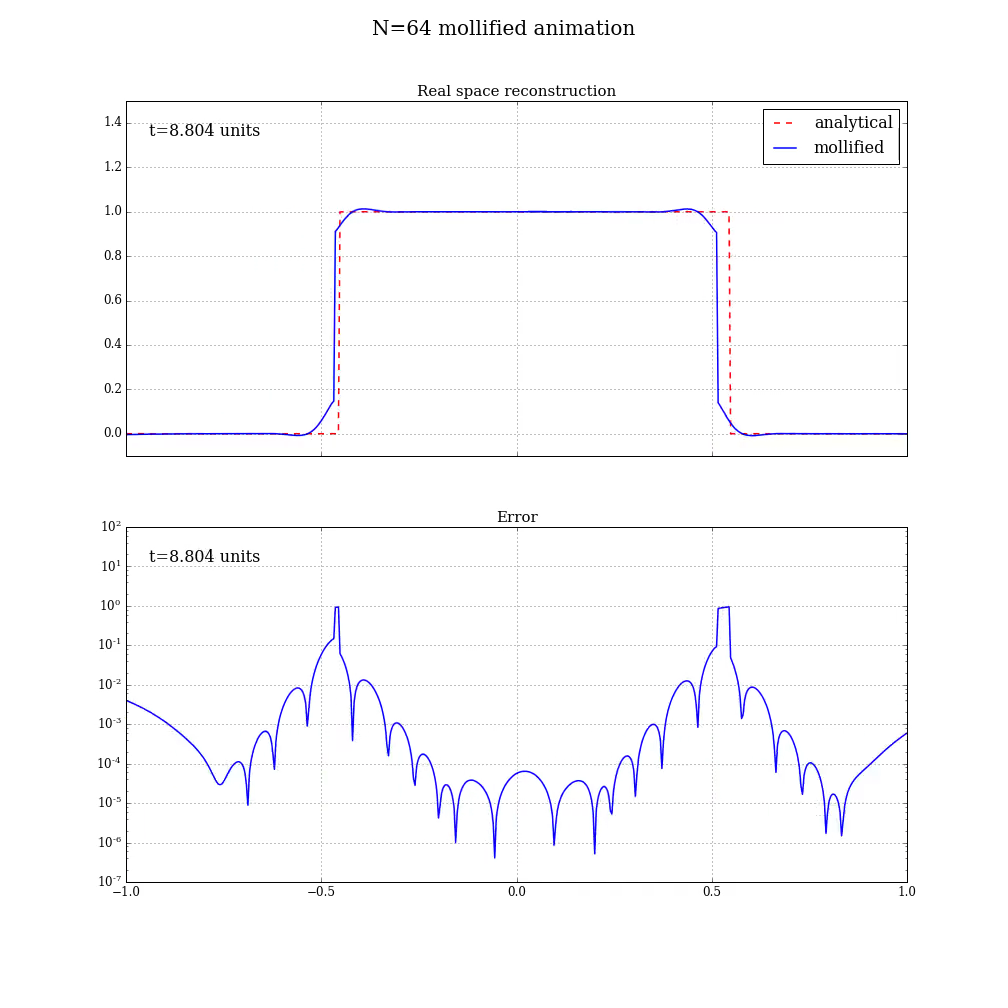 N=64 mollified animation
Real space reconstruction
t=8.804 units
analytical
mollified
1.4
1.2
1.0
0.8
0.6
0.4
0.2
0.0
Error
t=8.804 units
10²
10¹
10⁰
10⁻¹
10⁻²
10⁻³
10⁻⁴
10⁻⁵
10⁻⁶
10⁻⁷
−1.0 −0.5 0.0 0.5 1.0